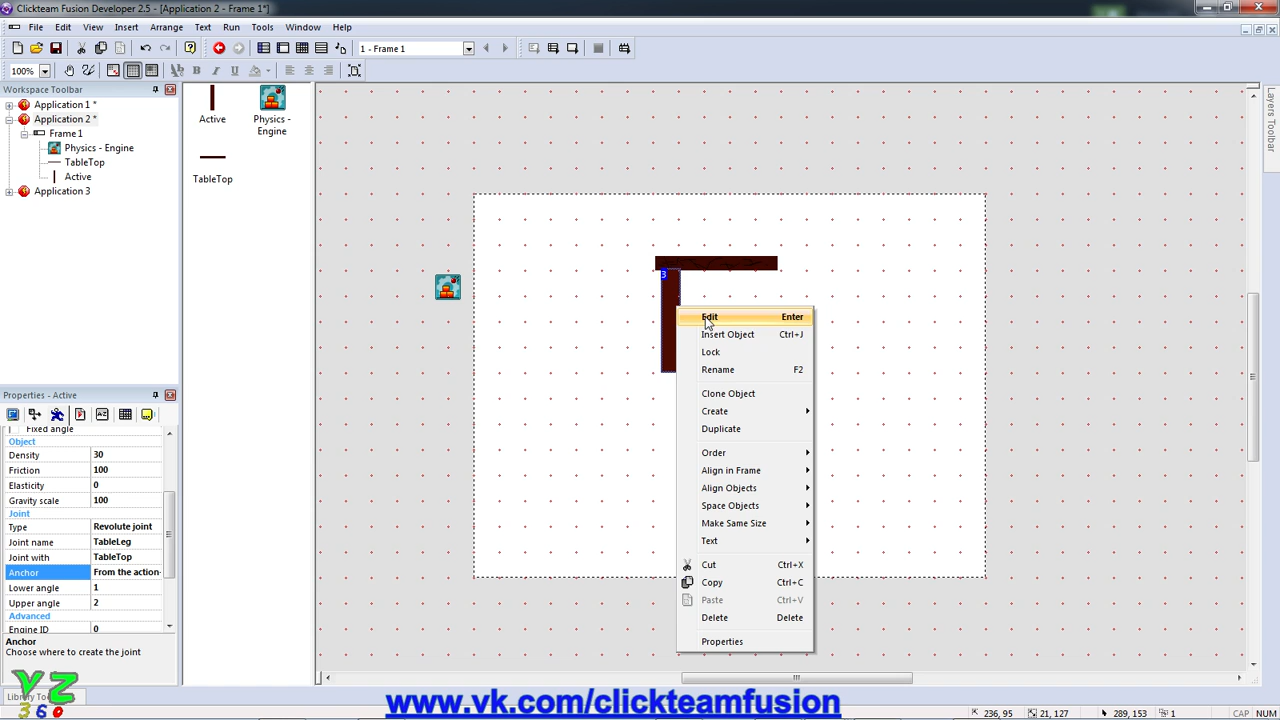 Clickteam Fusion Developer 2.5 - [Application 2 - Frame 1*]
File Edit View Insert Arrange Text Run Tools Window Help
1 - Frame 1
100%
Workspace Toolbar
Application 1 *
Application 2 *
Frame 1
Physics - Engine
TableTop
Active
Application 3
Active
Physics - Engine
TableTop
Layers Toolbar
3
Edit Enter
Insert Object Ctrl+J
Lock
Rename F2
Clone Object
Create
Duplicate
Order
Align in Frame
Align Objects
Space Objects
Make Same Size
Text
Cut Ctrl+X
Copy Ctrl+C
Paste Ctrl+V
Delete Delete
Properties
Properties - Active
Fixed angle
Object
Density 30
Friction 100
Elasticity 0
Gravity scale 100
Joint
Type Revolute joint
Joint name TableLeg
Joint with TableTop
Anchor From the action-
Lower angle 1
Upper angle 2
Advanced
Engine ID 0
Anchor
Choose where to create the joint
YZ
360
www.vk.com/clickteamfusion
236, 95 21, 127 289, 153 1 CAP NUM